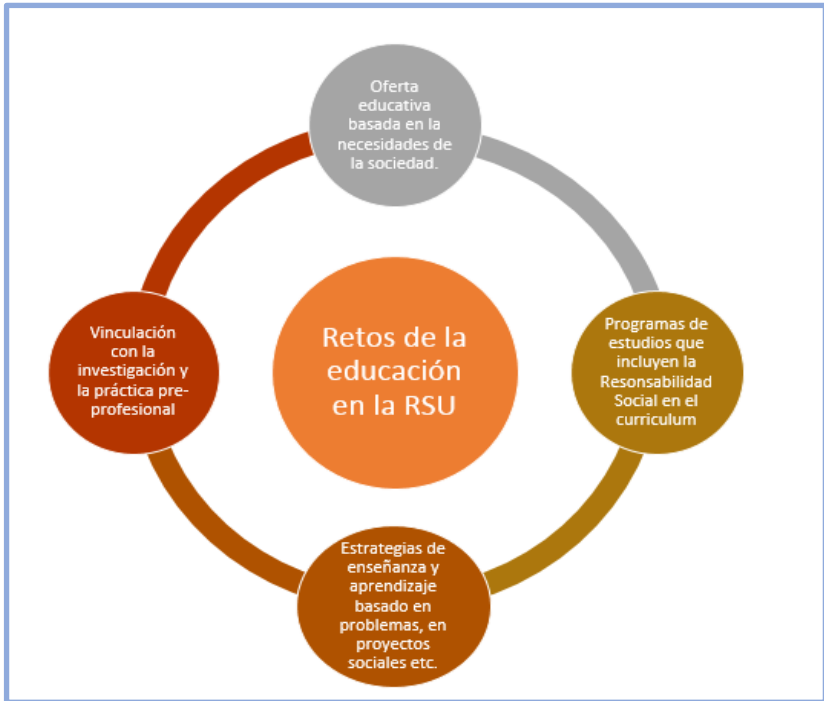 Oferta
educativa
basada en la
necesidades de
la sociedad.
Programas de
estudios que
incluyen la
Resonsabilidad
Social en el
curriculum
Estrategias de
enseñanza y
aprendizaje
basado en
problemas, en
proyectos
sociales etc.
Vinculación
con la
investigación y
la práctica pre-
profesional
Retos de la
educación
en la RSU